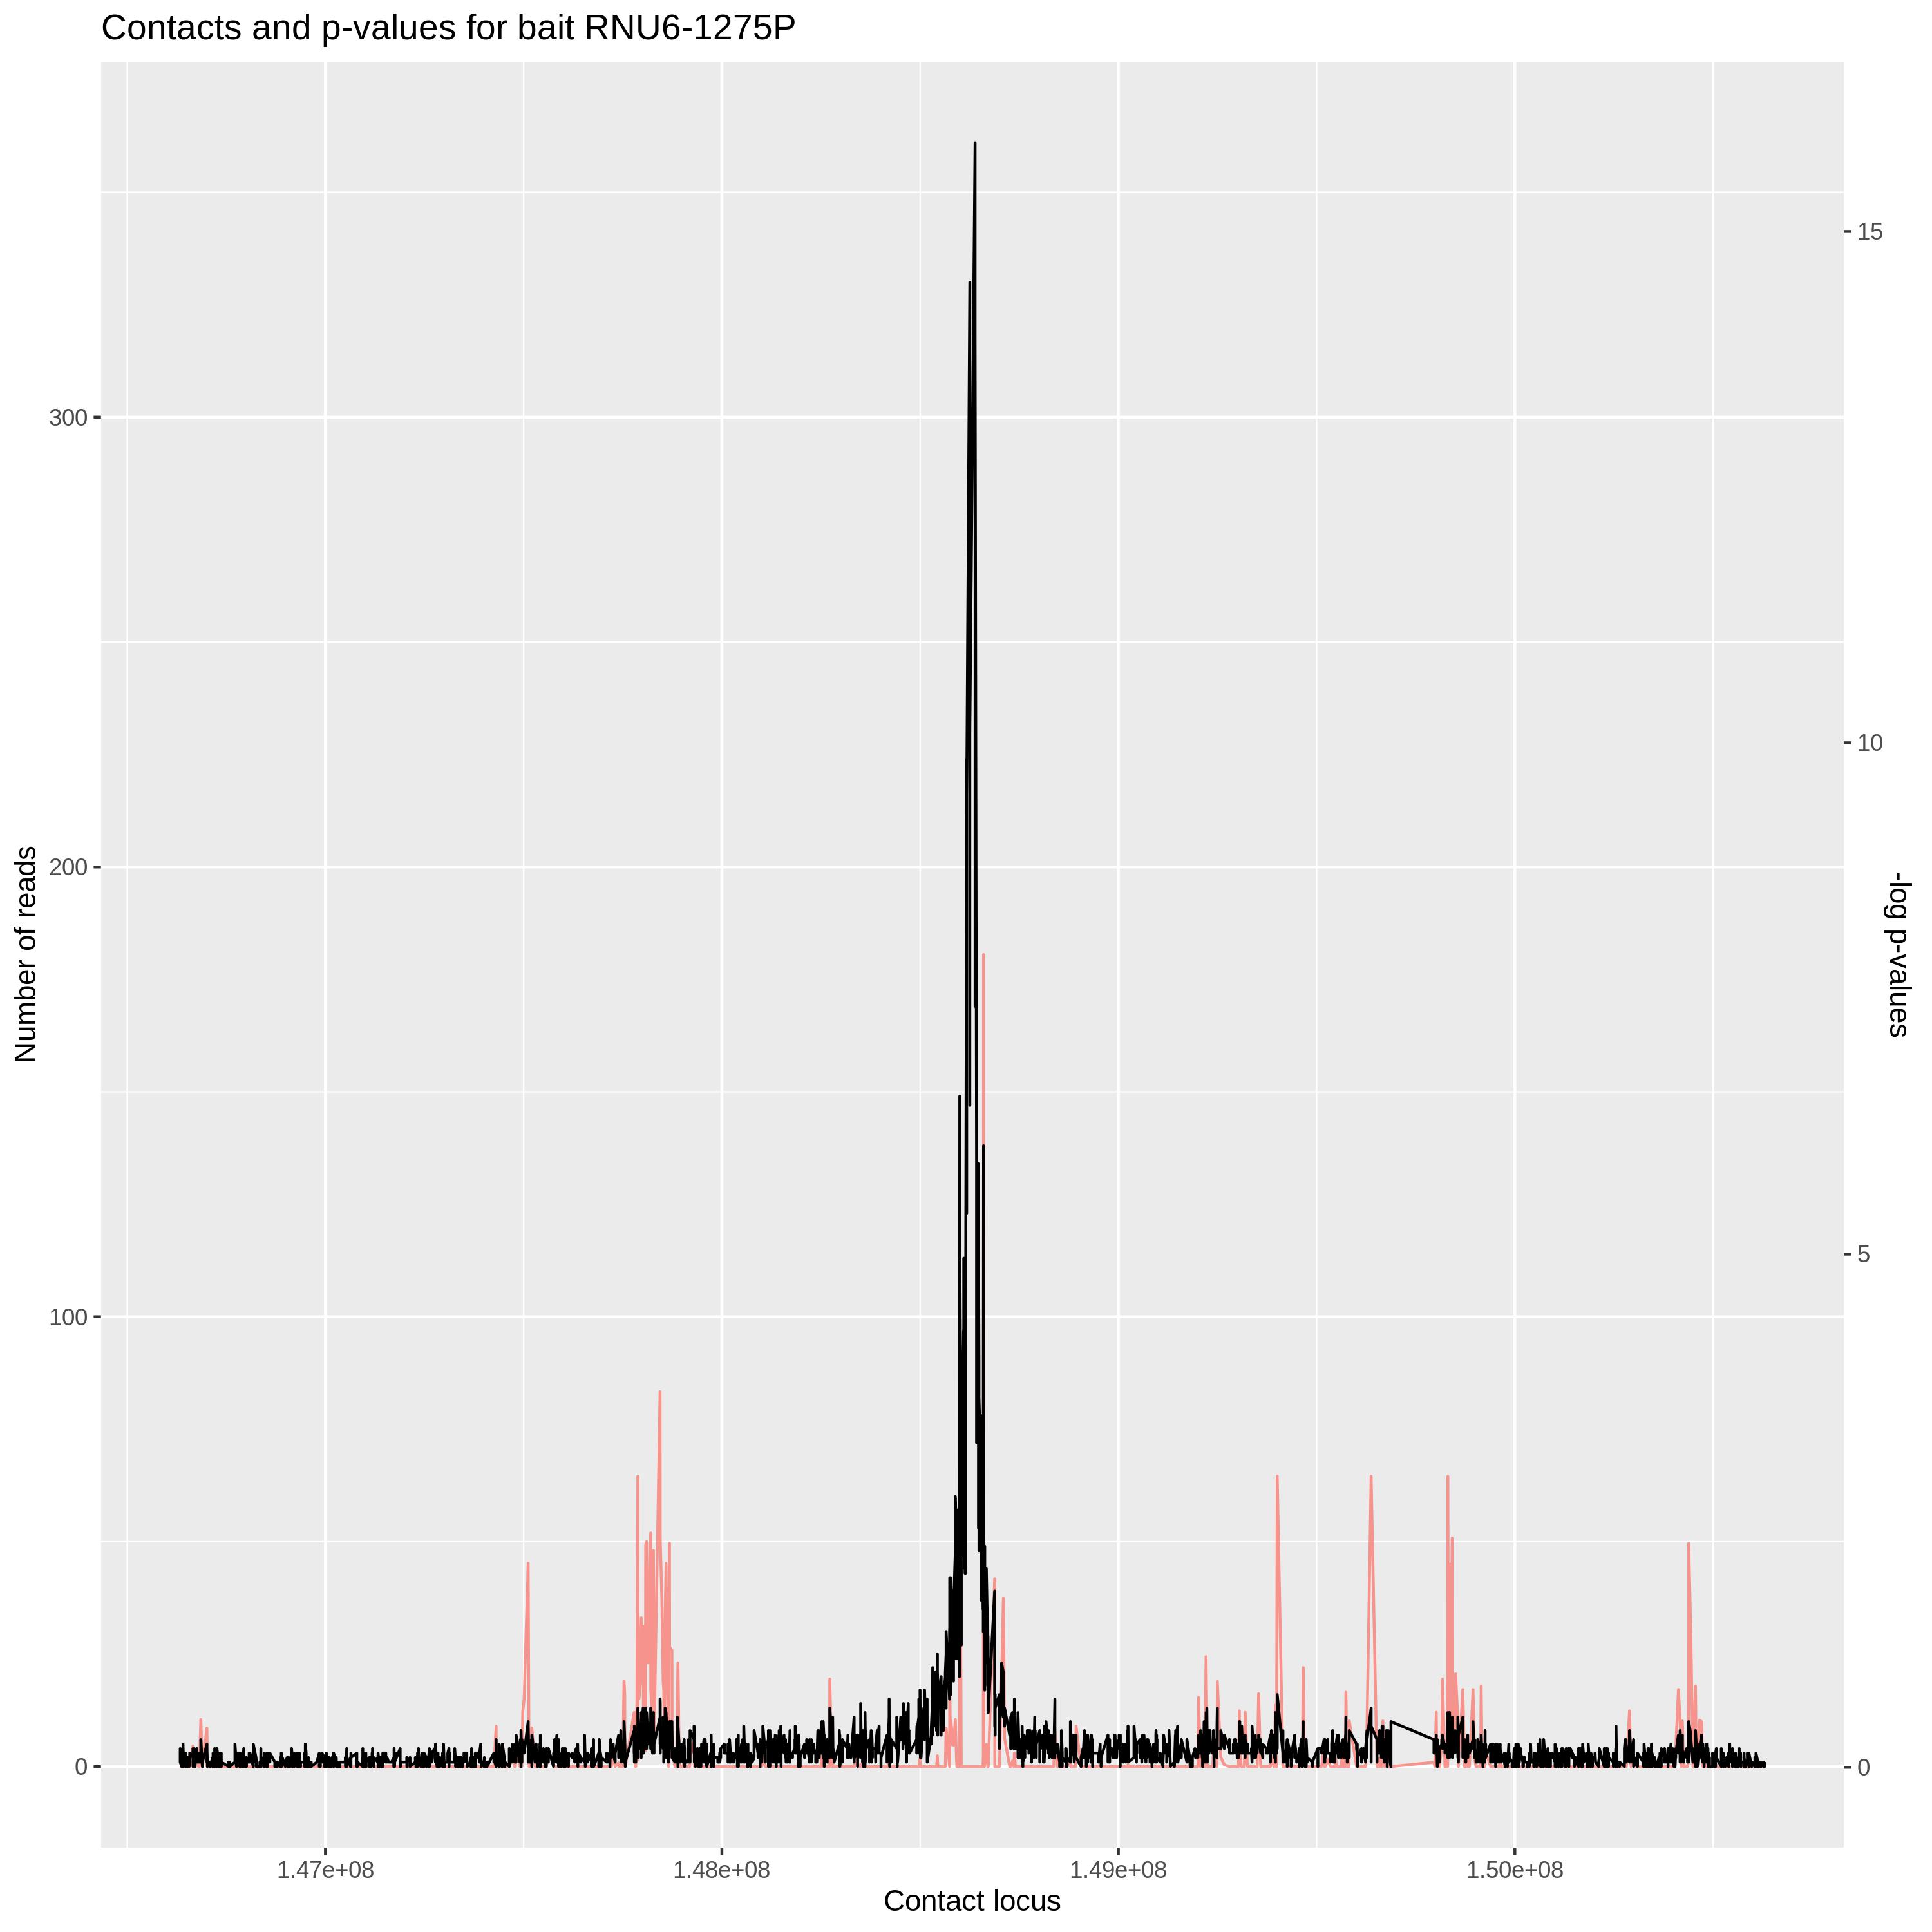 Contacts and p-values for bait RNU6-1275P
Number of reads
300
200
100
0
15
10
5
0
-log p-values
1.47e+08 1.48e+08 1.49e+08 1.50e+08
Contact locus